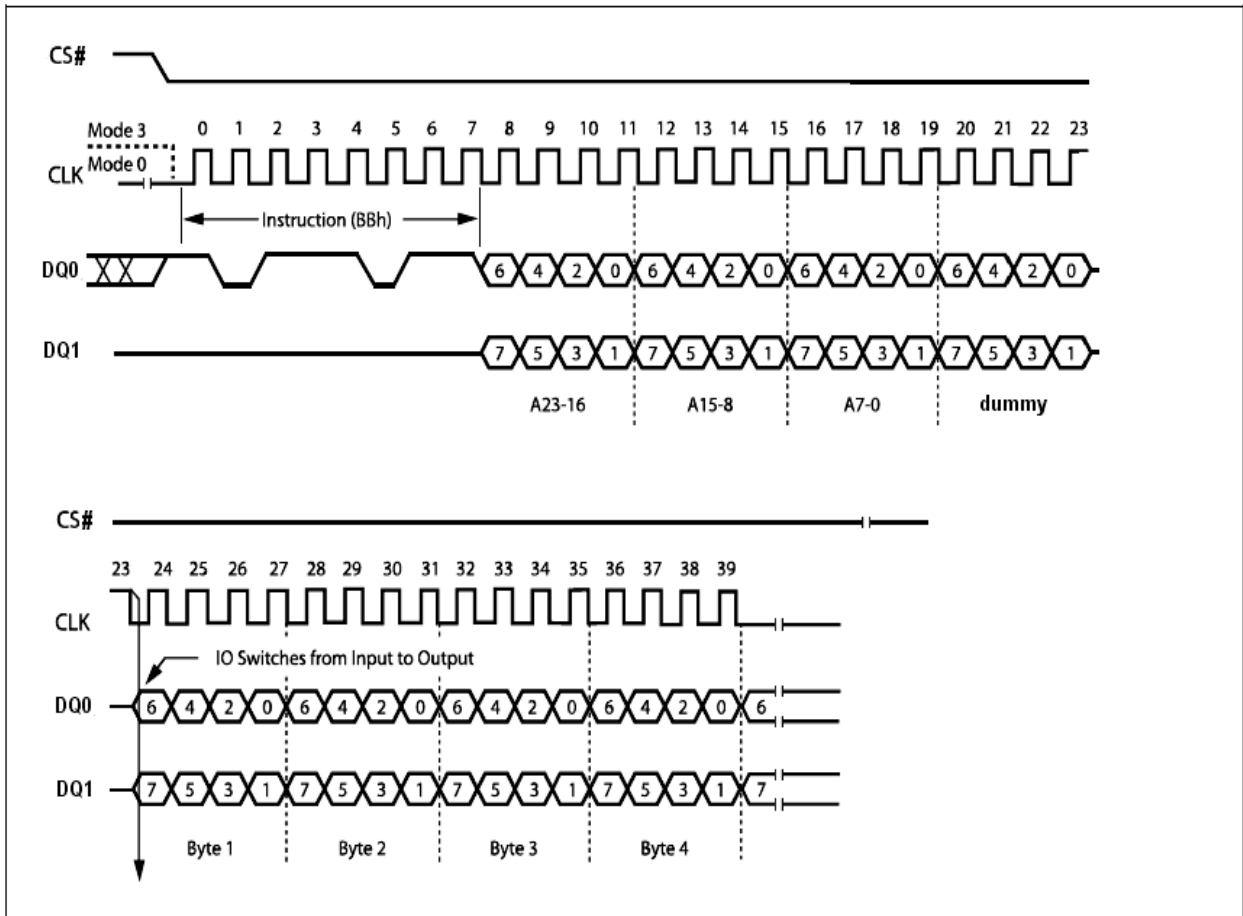 CS#
Mode 3
0 1 2 3 4 5 6 7 8 9 10 11 12 13 14 15 16 17 18 19 20 21 22 23
Mode 0
CLK
Instruction (BBh)
DQ0
6 4 2 0 6 4 2 0 6 4 2 0 6 4 2 0
DQ1
7 5 3 1 7 5 3 1 7 5 3 1 7 5 3 1
A23-16 A15-8 A7-0 dummy
CS#
23 24 25 26 27 28 29 30 31 32 33 34 35 36 37 38 39
CLK
IO Switches from Input to Output
DQ0
6 4 2 0 6 4 2 0 6 4 2 0 6 4 2 0 6
DQ1
7 5 3 1 7 5 3 1 7 5 3 1 7 5 3 1 7
Byte 1 Byte 2 Byte 3 Byte 4